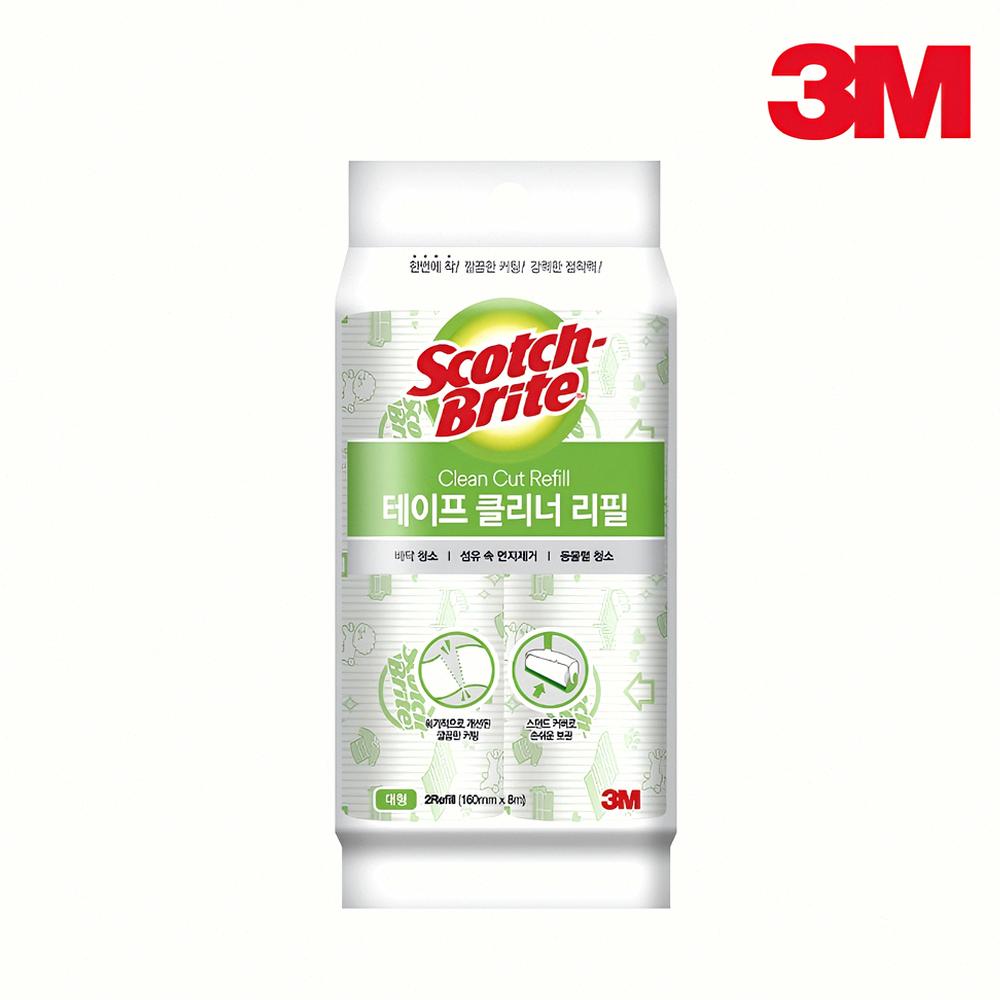 3M
한번에 착! 깔끔한 커팅! 강력한 접착력!
Scotch-
Brite™
Clean Cut Refill
테이프 클리너 리필
바닥 청소 | 섬유 속 먼지제거 | 동물털 청소
획기적으로 개선된
깔끔한 커팅
스탠드 커버로
손쉬운 보관
대형 2Refill (160mm x 8m)
3M